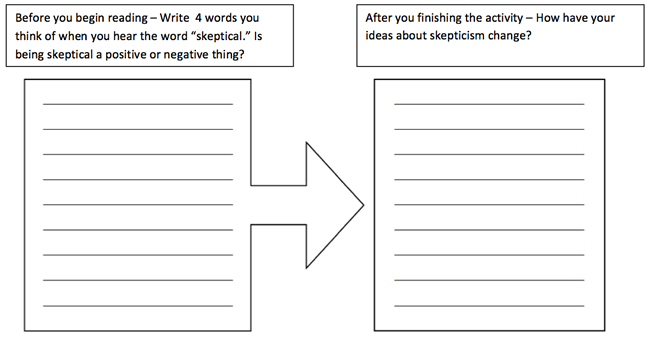 Before you begin reading – Write  4 words you
think of when you hear the word “skeptical.” Is
being skeptical a positive or negative thing?
After you finishing the activity – How have your
ideas about skepticism change?